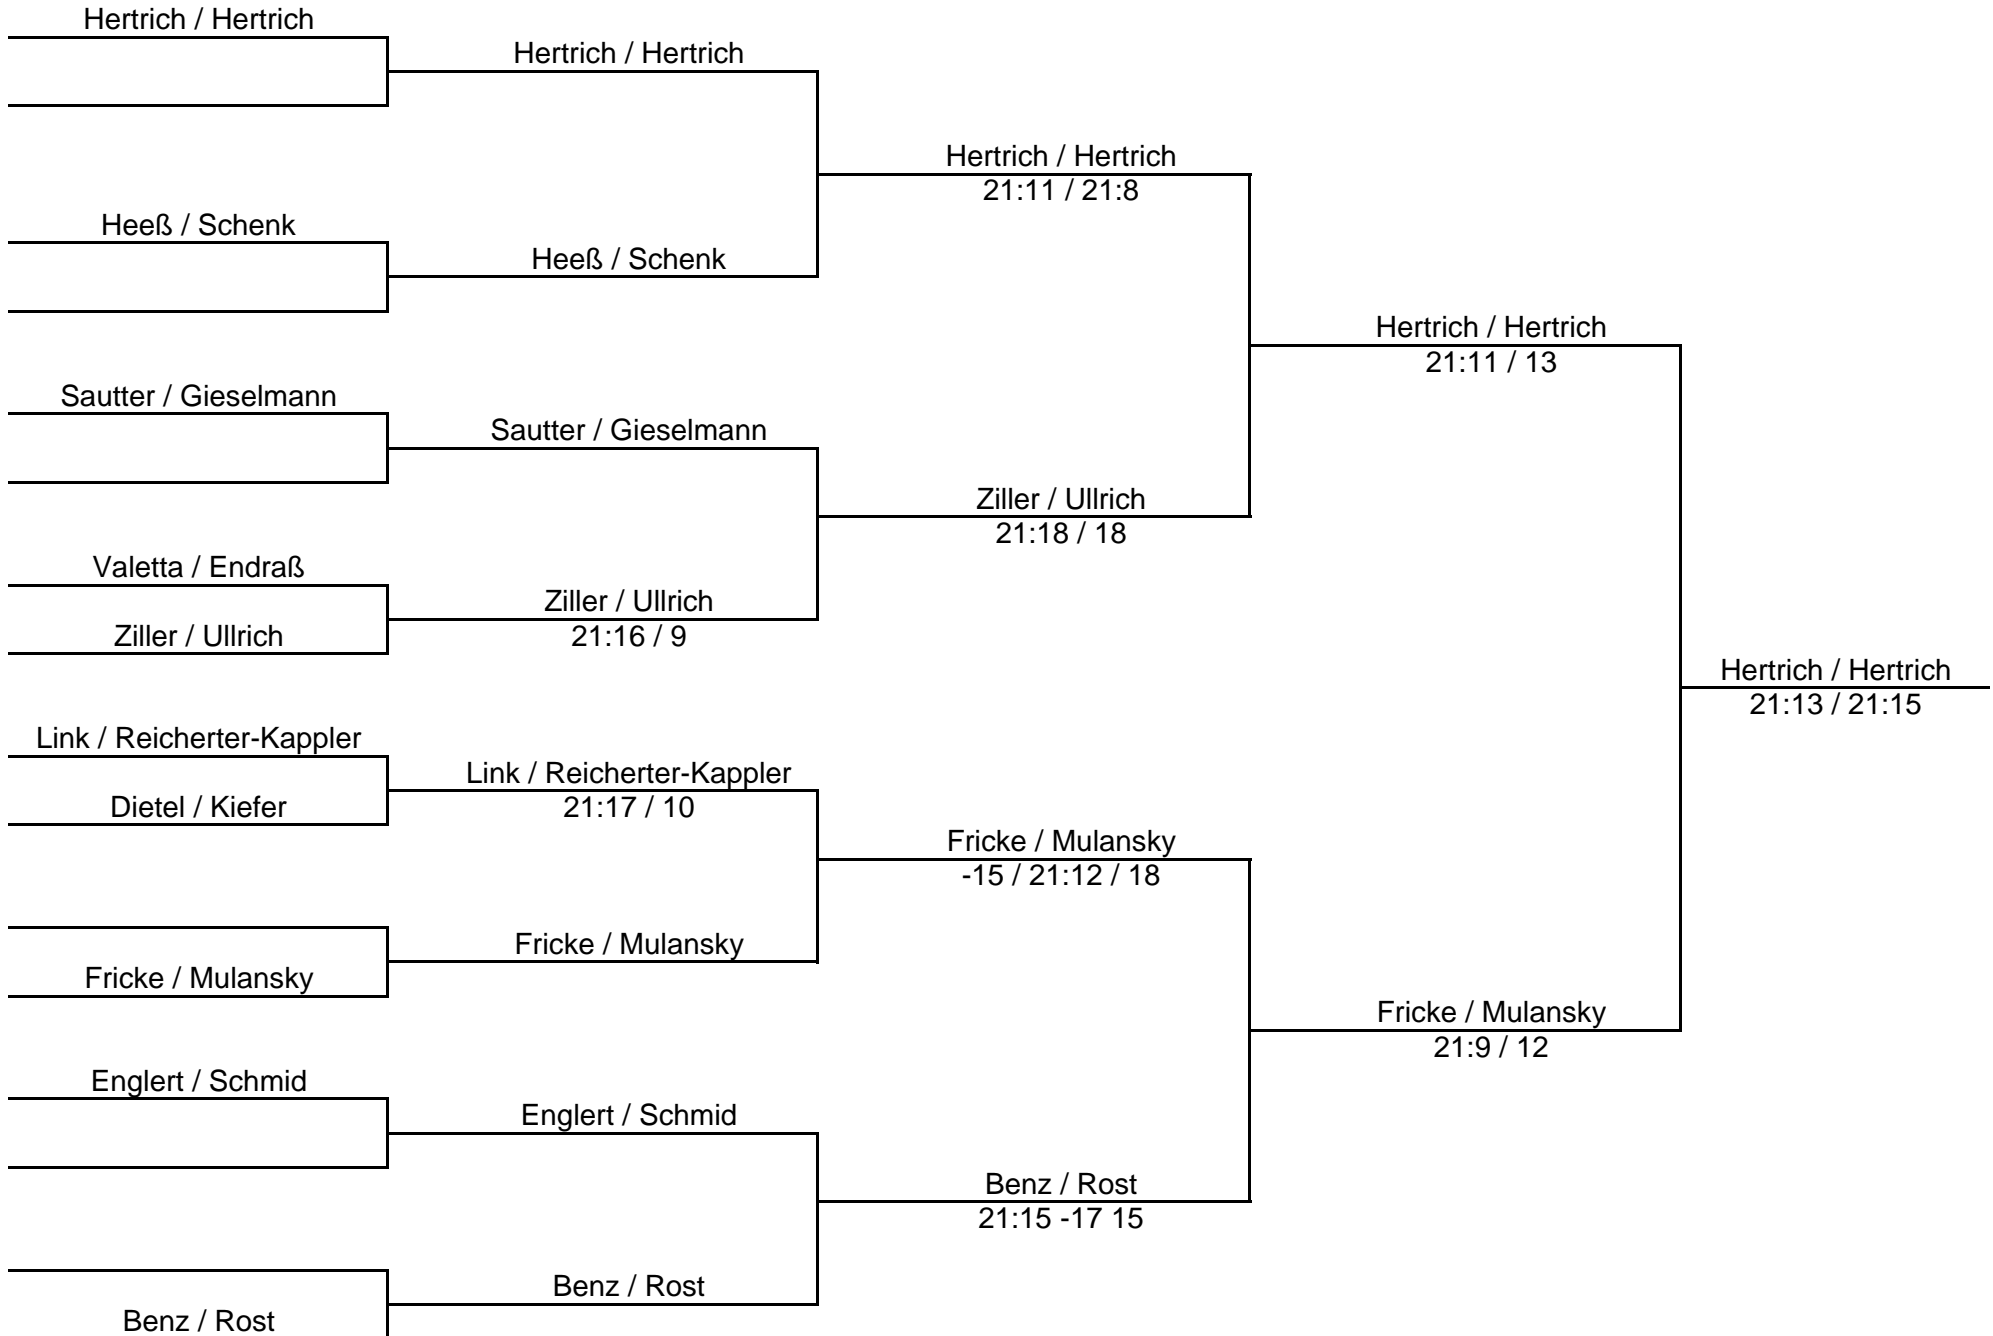 Hertrich / Hertrich
Heeß / Schenk
Sautter / Gieselmann
Valetta / Endraß
Ziller / Ullrich
Link / Reicherter-Kappler
Dietel / Kiefer
Fricke / Mulansky
Englert / Schmid
Benz / Rost
Hertrich / Hertrich
Heeß / Schenk
Sautter / Gieselmann
Ziller / Ullrich
21:16 / 9
Link / Reicherter-Kappler
21:17 / 10
Fricke / Mulansky
Englert / Schmid
Benz / Rost
Hertrich / Hertrich
21:11 / 21:8
Ziller / Ullrich
21:18 / 18
Fricke / Mulansky
-15 / 21:12 / 18
Benz / Rost
21:15 -17 15
Hertrich / Hertrich
21:11 / 13
Fricke / Mulansky
21:9 / 12
Hertrich / Hertrich
21:13 / 21:15